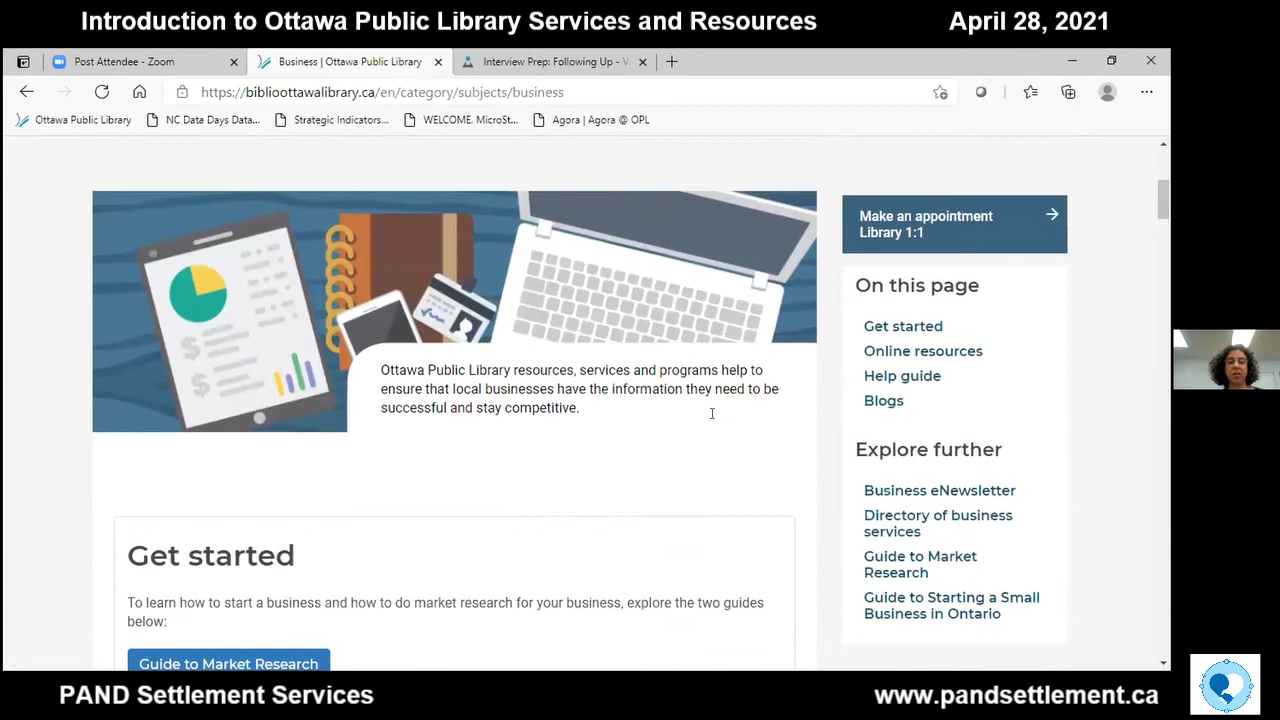 Introduction to Ottawa Public Library Services and Resources April 28, 2021
Post Attendee - Zoom
Business | Ottawa Public Library
Interview Prep: Following Up - V
https://biblioottawalibrary.ca/en/category/subjects/business
Ottawa Public Library
NC Data Days Data...
Strategic Indicators...
WELCOME. MicroSt...
Agora | Agora @ OPL
Ottawa Public Library resources, services and programs help to
ensure that local businesses have the information they need to be
successful and stay competitive.
Get started
To learn how to start a business and how to do market research for your business, explore the two guides
below:
Guide to Market Research
Make an appointment
Library 1:1
On this page
Get started
Online resources
Help guide
Blogs
Explore further
Business eNewsletter
Directory of business
services
Guide to Market
Research
Guide to Starting a Small
Business in Ontario
PAND Settlement Services
www.pandsettlement.ca